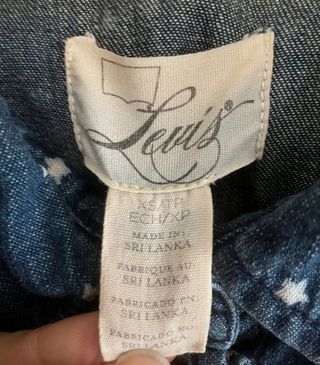 Levi's®
XS/TP
ECH/XP
MADE IN:
SRI LANKA
FABRIQUE AU:
SRI LANKA
FABRICADO EN:
SRI LANKA
FABRICADO NO:
SRI LANKA